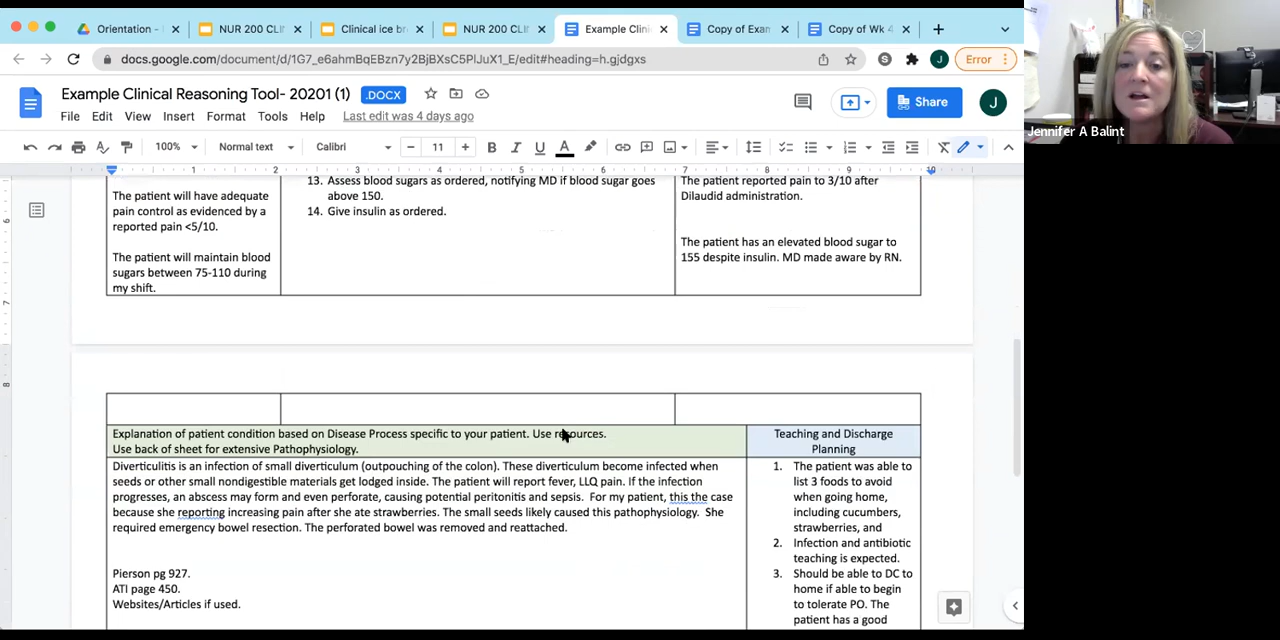 Orientation -
NUR 200 CLI
Clinical ice br
NUR 200 CLI
Example Clini
Copy of Exam
Copy of Wk 4
docs.google.com/document/d/1G7_e6ahmBqEBzn7y2BjBXsC5PlJuX1_E/edit#heading=h.gjdgxs
S
J
Error
Example Clinical Reasoning Tool- 20201 (1)
.DOCX
File Edit View Insert Format Tools Help Last edit was 4 days ago
Share
J
Jennifer A Balint
100% Normal text Calibri 11 B I U A
1 2 3 4 5 6 7 8 9 10
13. Assess blood sugars as ordered, notifying MD if blood sugar goes
above 150.
14. Give insulin as ordered.
The patient will have adequate
pain control as evidenced by a
reported pain <5/10.
The patient will maintain blood
sugars between 75-110 during
my shift.
The patient reported pain to 3/10 after
Dilaudid administration.
The patient has an elevated blood sugar to
155 despite insulin. MD made aware by RN.
6
7
8
Explanation of patient condition based on Disease Process specific to your patient. Use resources.
Use back of sheet for extensive Pathophysiology.
Teaching and Discharge
Planning
Diverticulitis is an infection of small diverticulum (outpouching of the colon). These diverticulum become infected when
seeds or other small nondigestible materials get lodged inside. The patient will report fever, LLQ pain. If the infection
progresses, an abscess may form and even perforate, causing potential peritonitis and sepsis. For my patient, this the case
because she reporting increasing pain after she ate strawberries. The small seeds likely caused this pathophysiology. She
required emergency bowel resection. The perforated bowel was removed and reattached.
Pierson pg 927.
ATI page 450.
Websites/Articles if used.
1. The patient was able to
list 3 foods to avoid
when going home,
including cucumbers,
strawberries, and
2. Infection and antibiotic
teaching is expected.
3. Should be able to DC to
home if able to begin
to tolerate PO. The
patient has a good